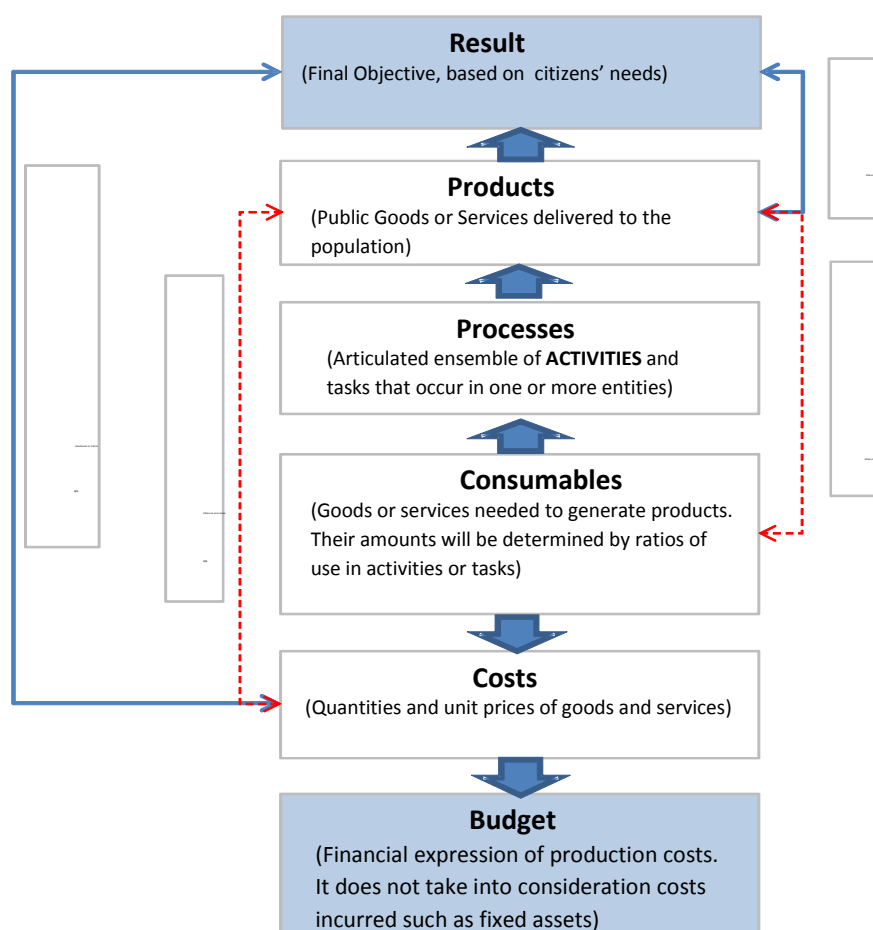 Result
(Final Objective, based on citizens’ needs)
Products
(Public Goods or Services delivered to the
population)
Processes
(Articulated ensemble of ACTIVITIES and
tasks that occur in one or more entities)
Consumables
(Goods or services needed to generate products.
Their amounts will be determined by ratios of
use in activities or tasks)
Costs
(Quantities and unit prices of goods and services)
Budget
(Financial expression of production costs.
It does not take into consideration costs
incurred such as fixed assets)